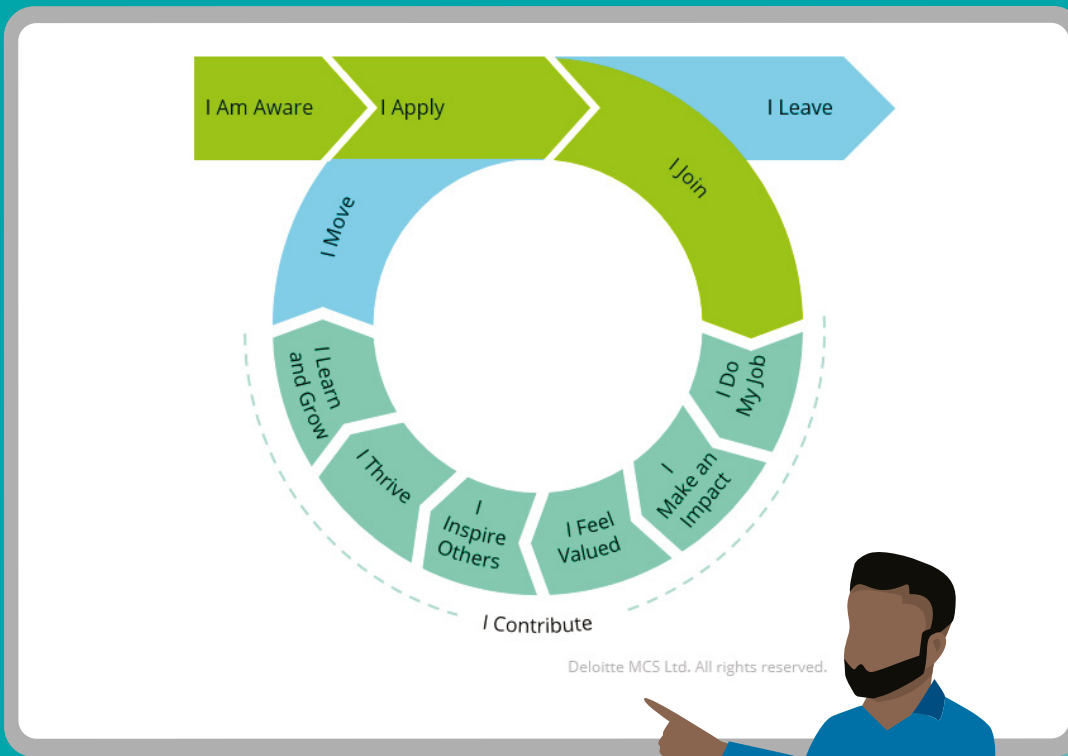 I Am Aware
I Apply
I Leave
I Join
I Move
I Do
My Job
I
Make an
Impact
I Feel
Valued
I
Inspire
Others
I Thrive
I Learn
and Grow
I Contribute
Deloitte MCS Ltd. All rights reserved.